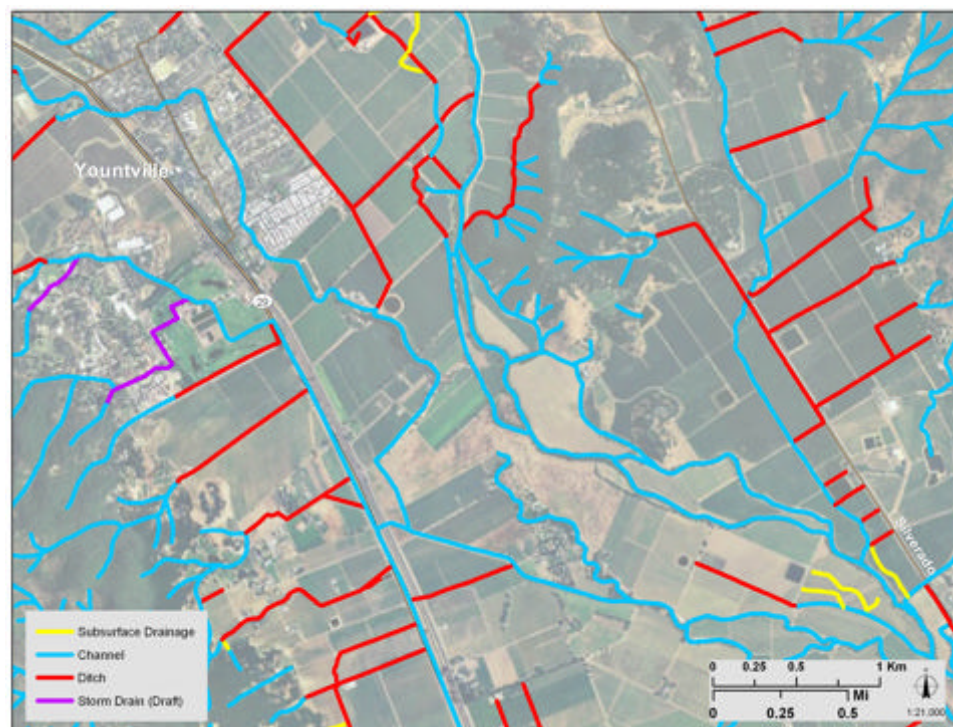 Yountville
29
Silverado
Subsurface Drainage
Channel
Ditch
Storm Drain (Draft)
0 0.25 0.5 1 Km
Mi
0 0.25 0.5
1:21,000